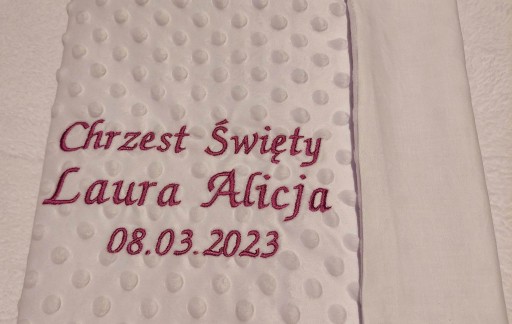 Chrzest Święty
Laura Alicja
08.03.2023